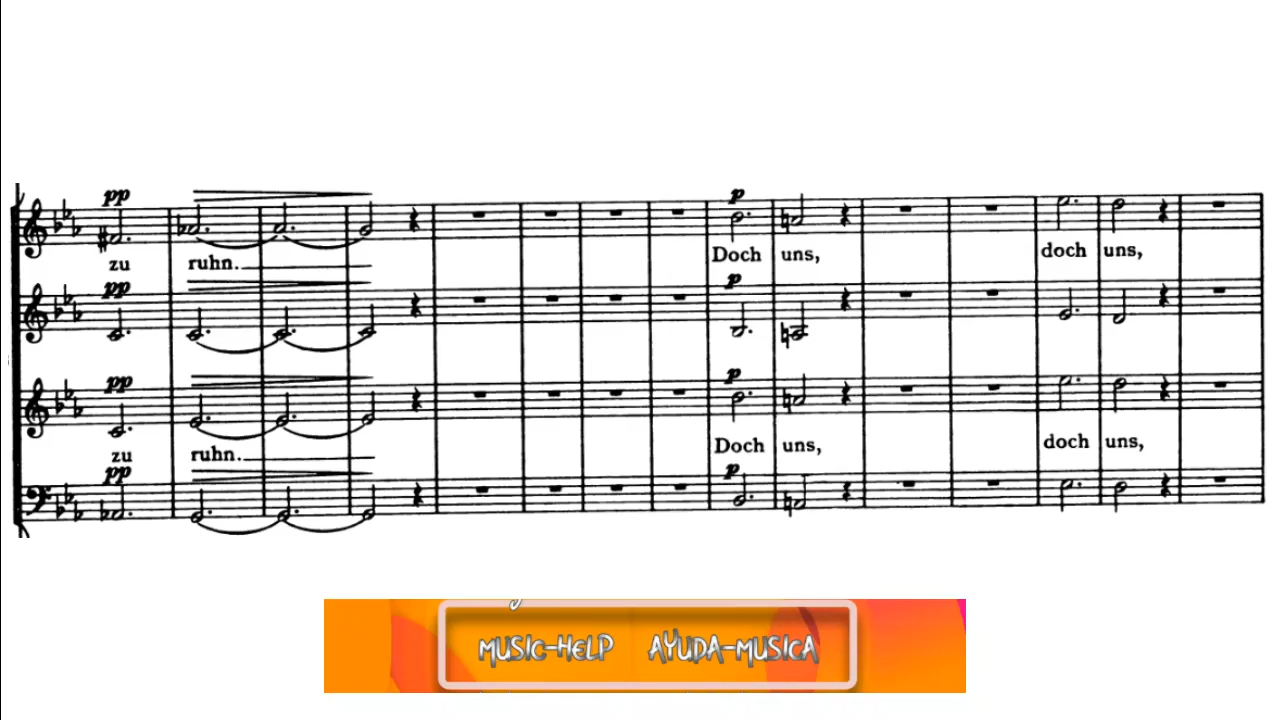 pp
zu ruhn.
pp
p
Doch uns, doch uns,
p
pp
p
zu ruhn.
Doch uns, doch uns,
pp
p
MUSIC-HELP AYUDA-MUSICA